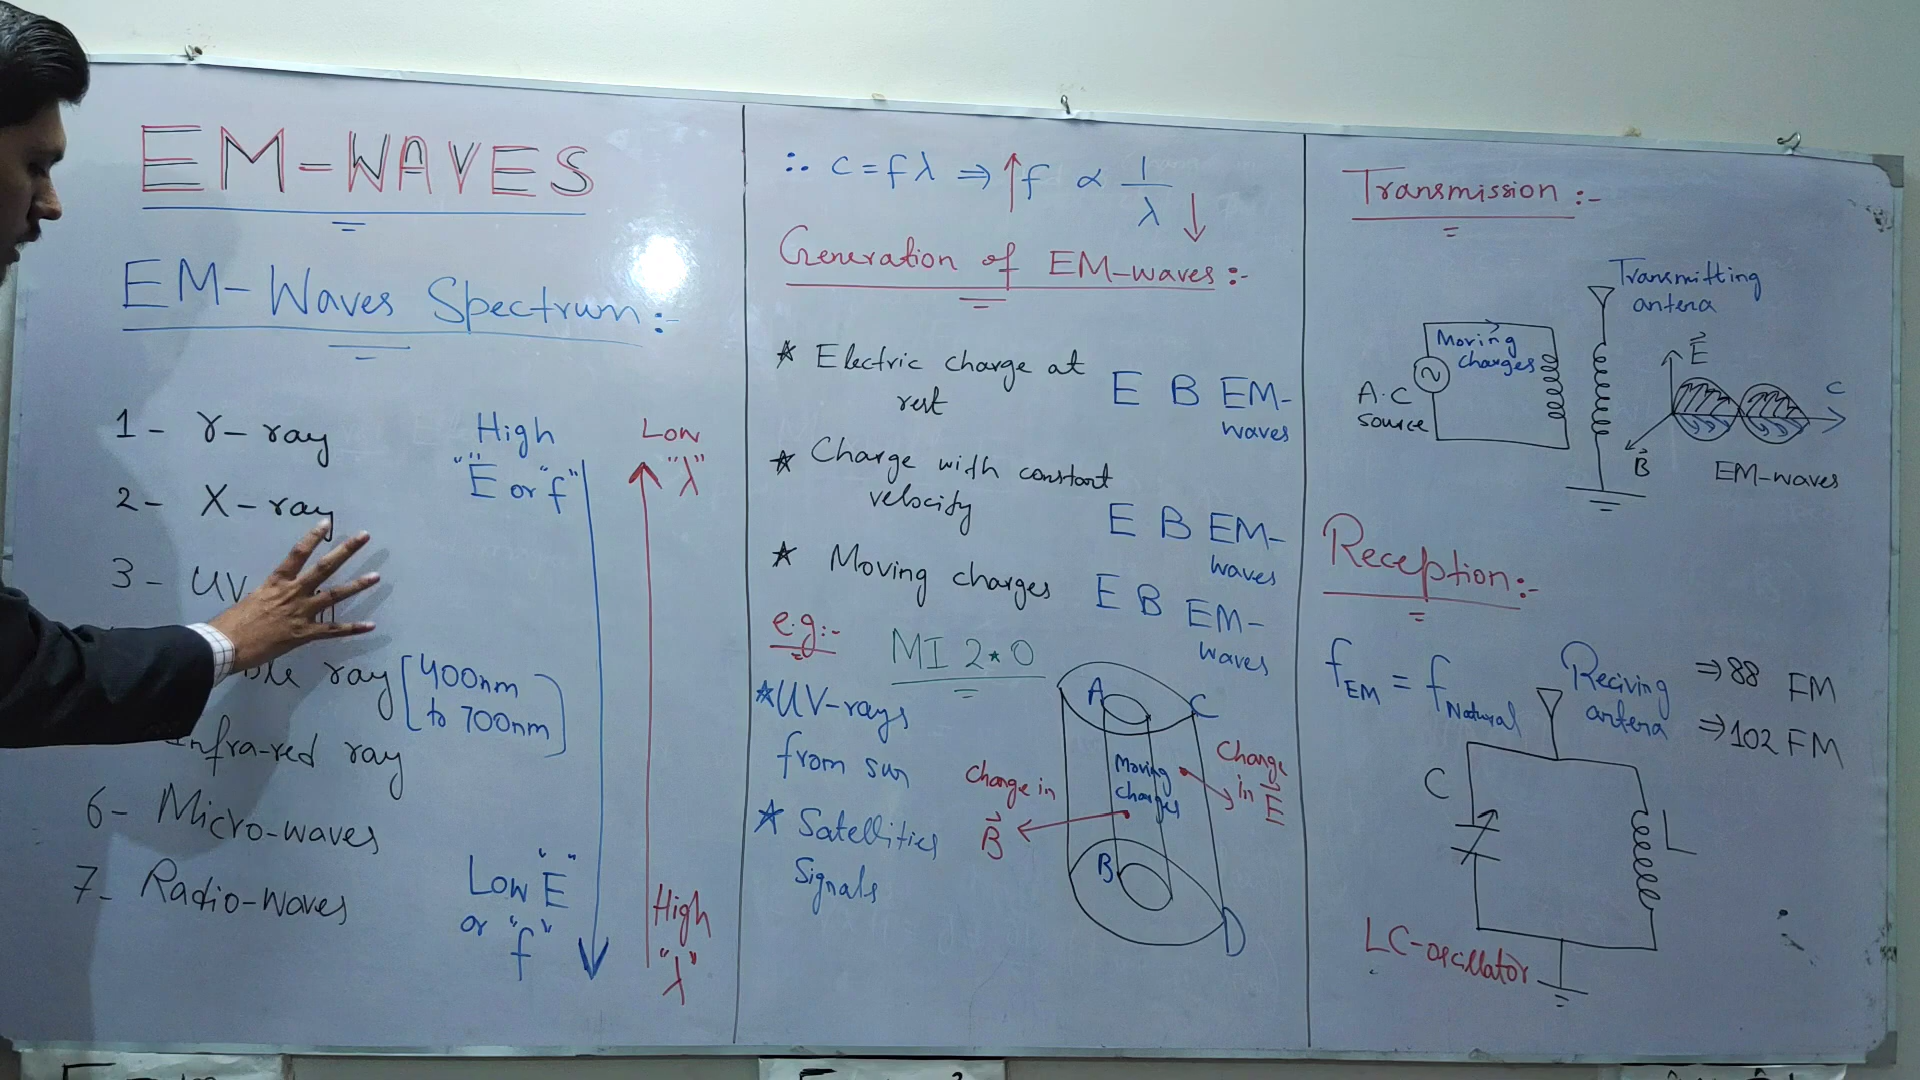 EM-WAVES
EM-Waves Spectrum:-
1- γ-ray
2- X-ray
3- UV-
ray [400nm
to 700nm]
Infra-red ray
6- Micro-waves
7- Radio-waves
High
"E" or "f"
Low "E"
or "f"
Low
"λ"
High
"λ"
∴ c = fλ ⇒ ↑f ∝ 1/λ ↓
Generation of EM-waves:-
★ Electric charge at
rest
E B EM-
waves
★ Charge with constant
velocity
E B EM-
waves
★ Moving charges
E B EM-
waves
e.g:-
MI 2★0
★UV-rays
from sun
★ Satellities
Signals
A
C
Moving
charges
Change in
B⃗
Change
in E⃗
B
D
Transmission:-
Transmitting
antena
Moving
charges
A.C
source
E⃗
C
B⃗
EM-waves
Reception:-
fEM = fNatural
Reciving
antena
⇒88 FM
⇒102 FM
C
L
LC-oscillator